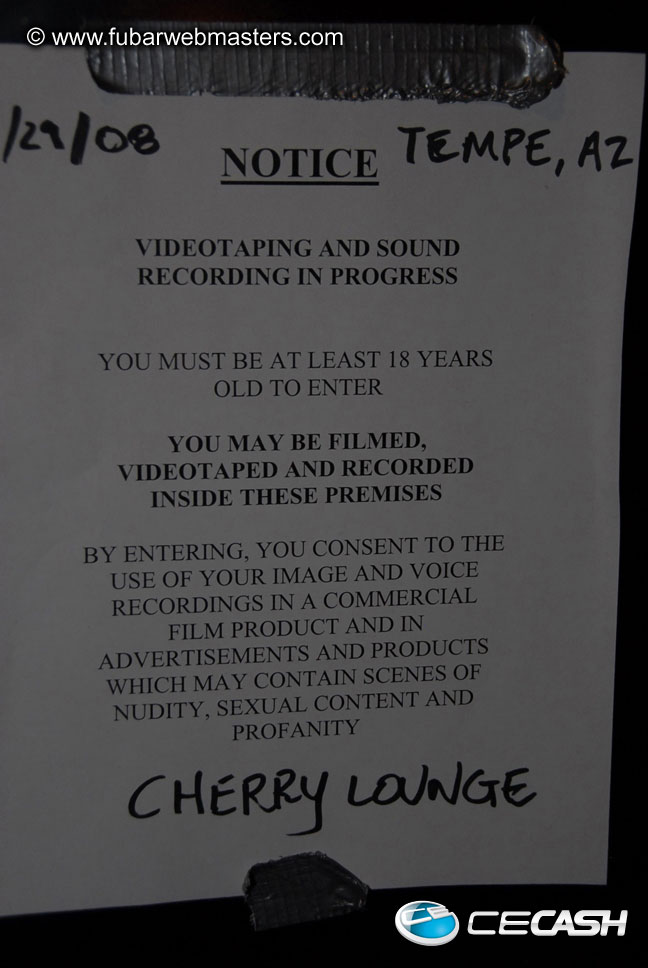 © www.fubarwebmasters.com
/29/08
NOTICE
TEMPE, AZ
VIDEOTAPING AND SOUND
RECORDING IN PROGRESS
YOU MUST BE AT LEAST 18 YEARS
OLD TO ENTER
YOU MAY BE FILMED,
VIDEOTAPED AND RECORDED
INSIDE THESE PREMISES
BY ENTERING, YOU CONSENT TO THE
USE OF YOUR IMAGE AND VOICE
RECORDINGS IN A COMMERCIAL
FILM PRODUCT AND IN
ADVERTISEMENTS AND PRODUCTS
WHICH MAY CONTAIN SCENES OF
NUDITY, SEXUAL CONTENT AND
PROFANITY
CHERRY LOUNGE
CE CECASH